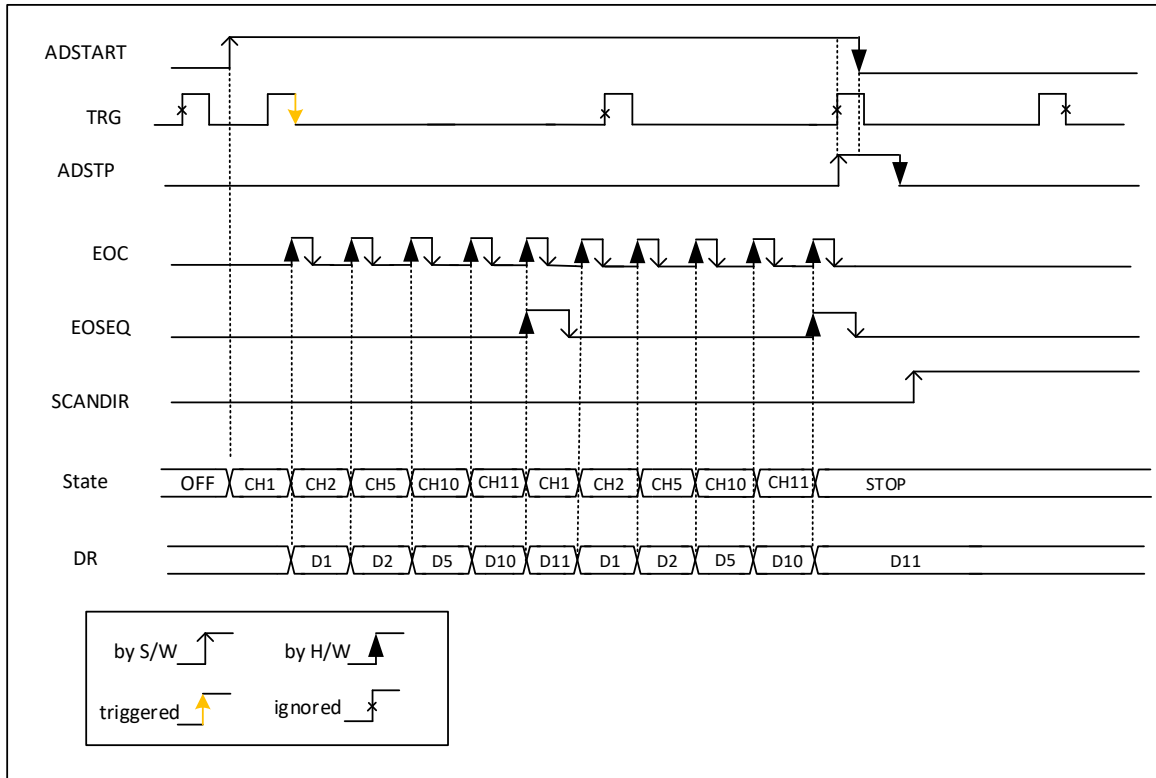 ADSTART
TRG
ADSTP
EOC
EOSEQ
SCANDIR
State OFF CH1 CH2 CH5 CH10 CH11 CH1 CH2 CH5 CH10 CH11 STOP
DR D1 D2 D5 D10 D11 D1 D2 D5 D10 D11
by S/W by H/W
triggered ignored